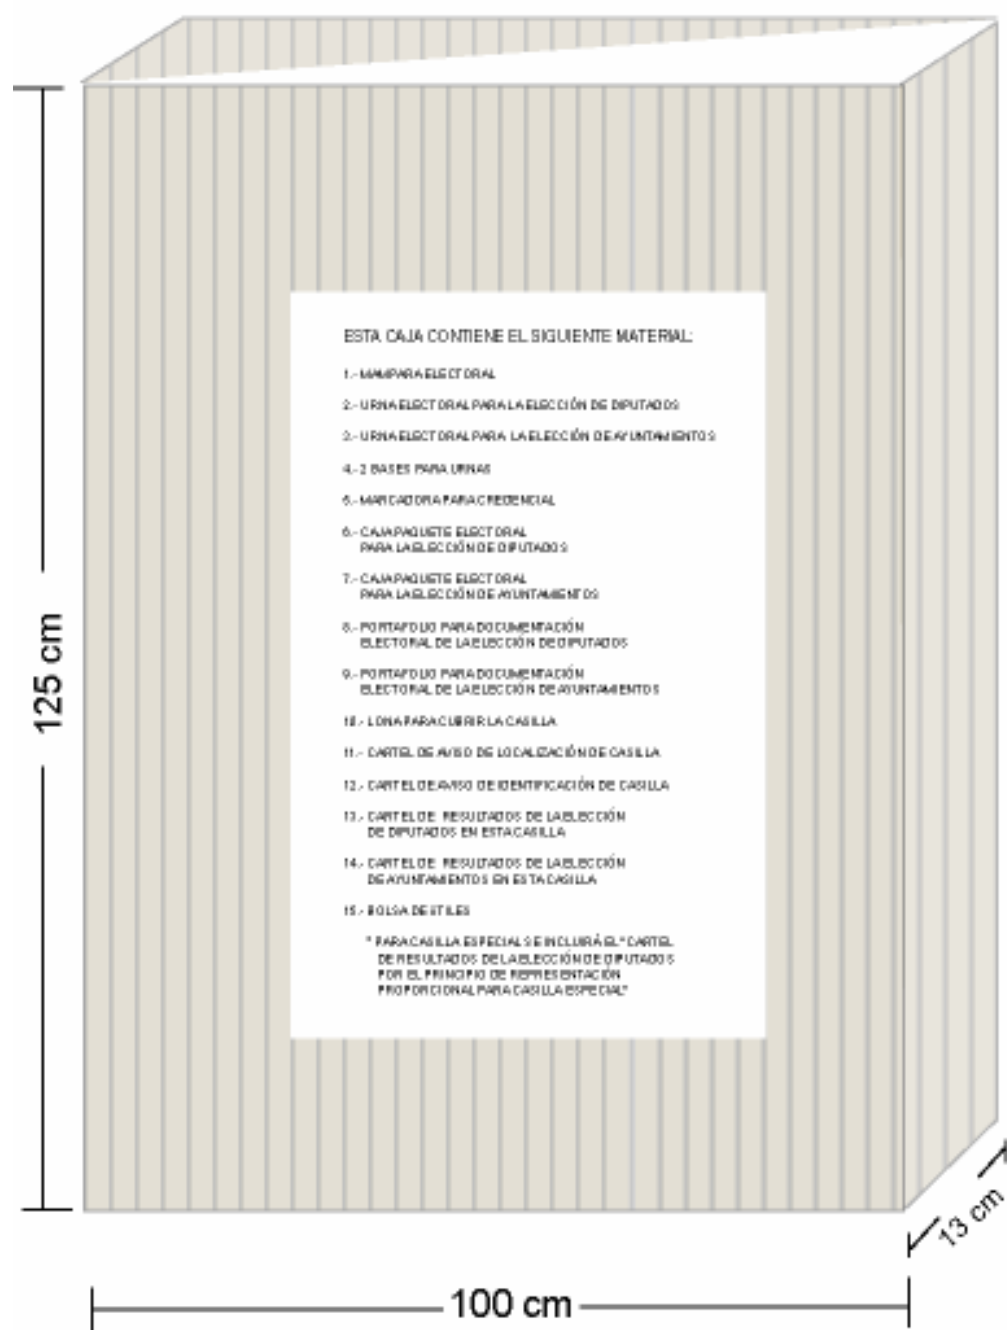 ESTA CAJA CONTIENE EL SIGUIENTE MATERIAL:
1.- MAMPARA ELECTORAL
2.- URNA ELECTORAL PARA LA ELECCIÓN DE DIPUTADOS
3.- URNA ELECTORAL PARA LA ELECCIÓN DE AYUNTAMIENTOS
4.- 2 BASES PARA URNAS
5.- MARCADORA PARA CREDENCIAL
6.- CAJA PAQUETE ELECTORAL
PARA LA ELECCIÓN DE DIPUTADOS
7.- CAJA PAQUETE ELECTORAL
PARA LA ELECCIÓN DE AYUNTAMIENTOS
8.- PORTAFOLIO PARA DOCUMENTACIÓN
ELECTORAL DE LA ELECCIÓN DE DIPUTADOS
9.- PORTAFOLIO PARA DOCUMENTACIÓN
ELECTORAL DE LA ELECCIÓN DE AYUNTAMIENTOS
10.- LONA PARA CUBRIR LA CASILLA
11.- CARTEL DE AVISO DE LOCALIZACIÓN DE CASILLA
12.- CARTEL DE AVISO DE IDENTIFICACIÓN DE CASILLA
13.- CARTEL DE RESULTADOS DE LA ELECCIÓN
DE DIPUTADOS EN ESTA CASILLA
14.- CARTEL DE RESULTADOS DE LA ELECCIÓN
DE AYUNTAMIENTOS EN ESTA CASILLA
15.- BOLSA DE UTILES
* PARA CASILLA ESPECIAL SE INCLUIRÁ EL "CARTEL
DE RESULTADOS DE LA ELECCIÓN DE DIPUTADOS
POR EL PRINCIPIO DE REPRESENTACIÓN
PROPORCIONAL PARA CASILLA ESPECIAL"
125 cm
13 cm
100 cm